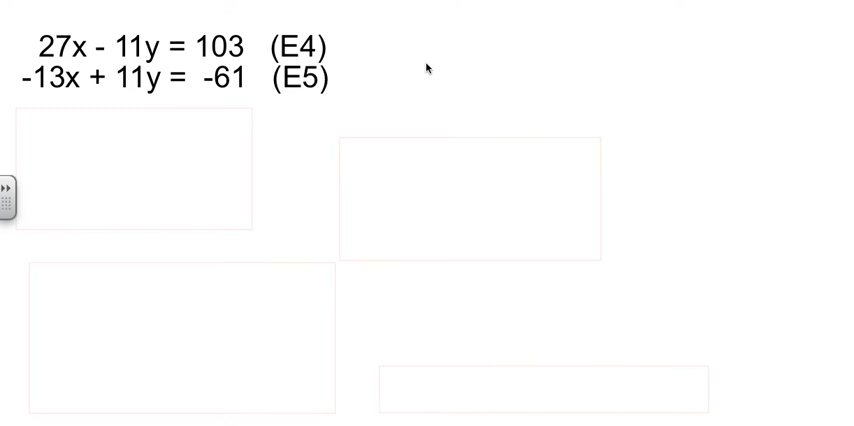 27x - 11y = 103 (E4)
-13x + 11y = -61 (E5)